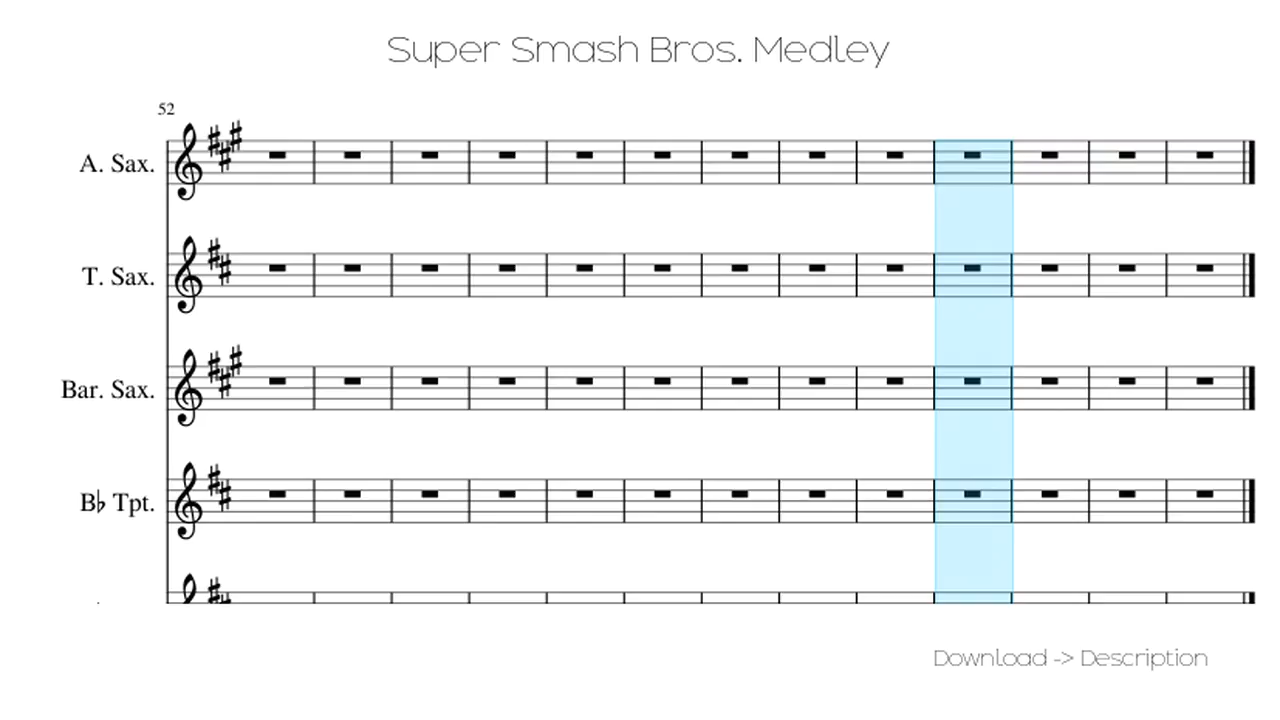 Super Smash Bros. Medley
52
A. Sax.
T. Sax.
Bar. Sax.
B♭ Tpt.
Download -> Description